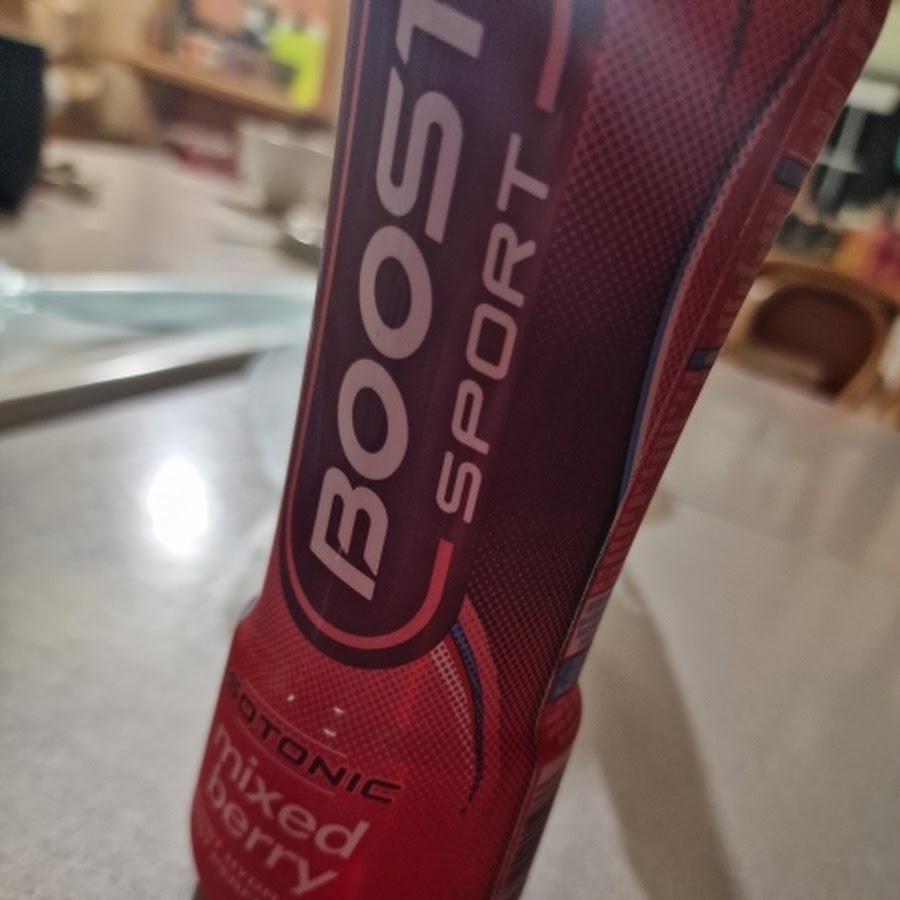 BOOST
SPORT
ISOTONIC
mixed
berry